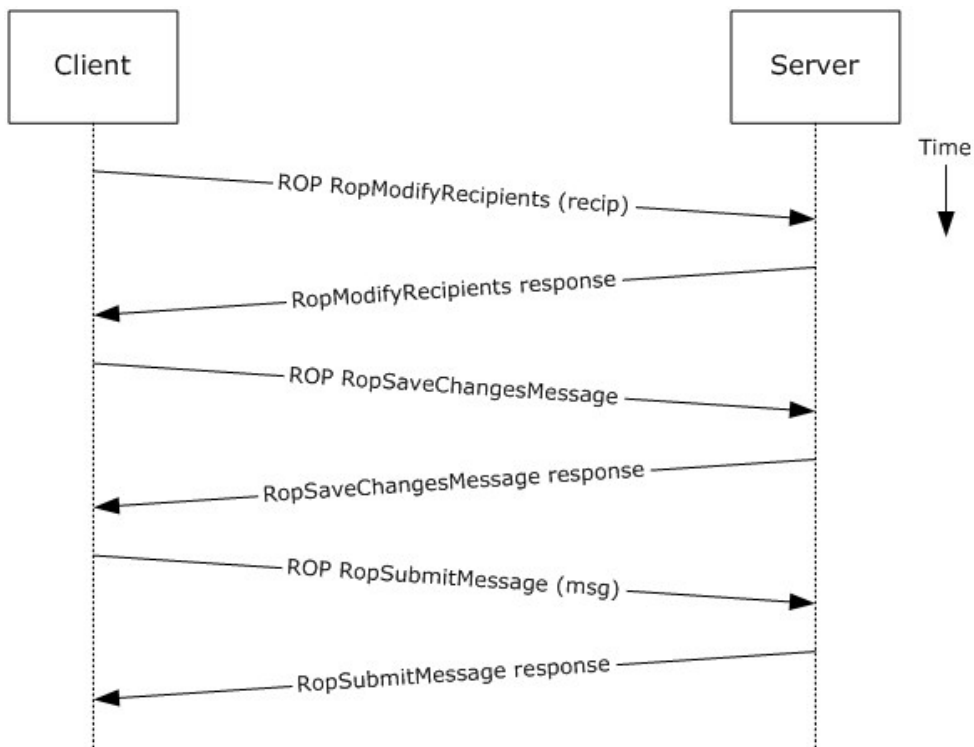 Client
Server
Time
ROP RopModifyRecipients (recip)
RopModifyRecipients response
ROP RopSaveChangesMessage
RopSaveChangesMessage response
ROP RopSubmitMessage (msg)
RopSubmitMessage response